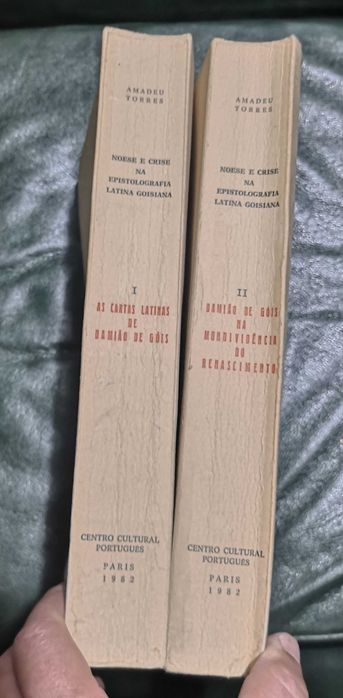 AMADEU
TORRES
NOESE E CRISE
NA
EPISTOLOGRAFIA
LATINA GOISIANA
I
AS CARTAS LATINAS
DE
DAMIÃO DE GÓIS
CENTRO CULTURAL
PORTUGUÊS
PARIS
1982
AMADEU
TORRES
NOESE E CRISE
NA
EPISTOLOGRAFIA
LATINA GOISIANA
II
DAMIÃO DE GÓIS
NA
MUNDIVIDÊNCIA
DO
RENASCIMENTO
CENTRO CULTURAL
PORTUGUÊS
PARIS
1982